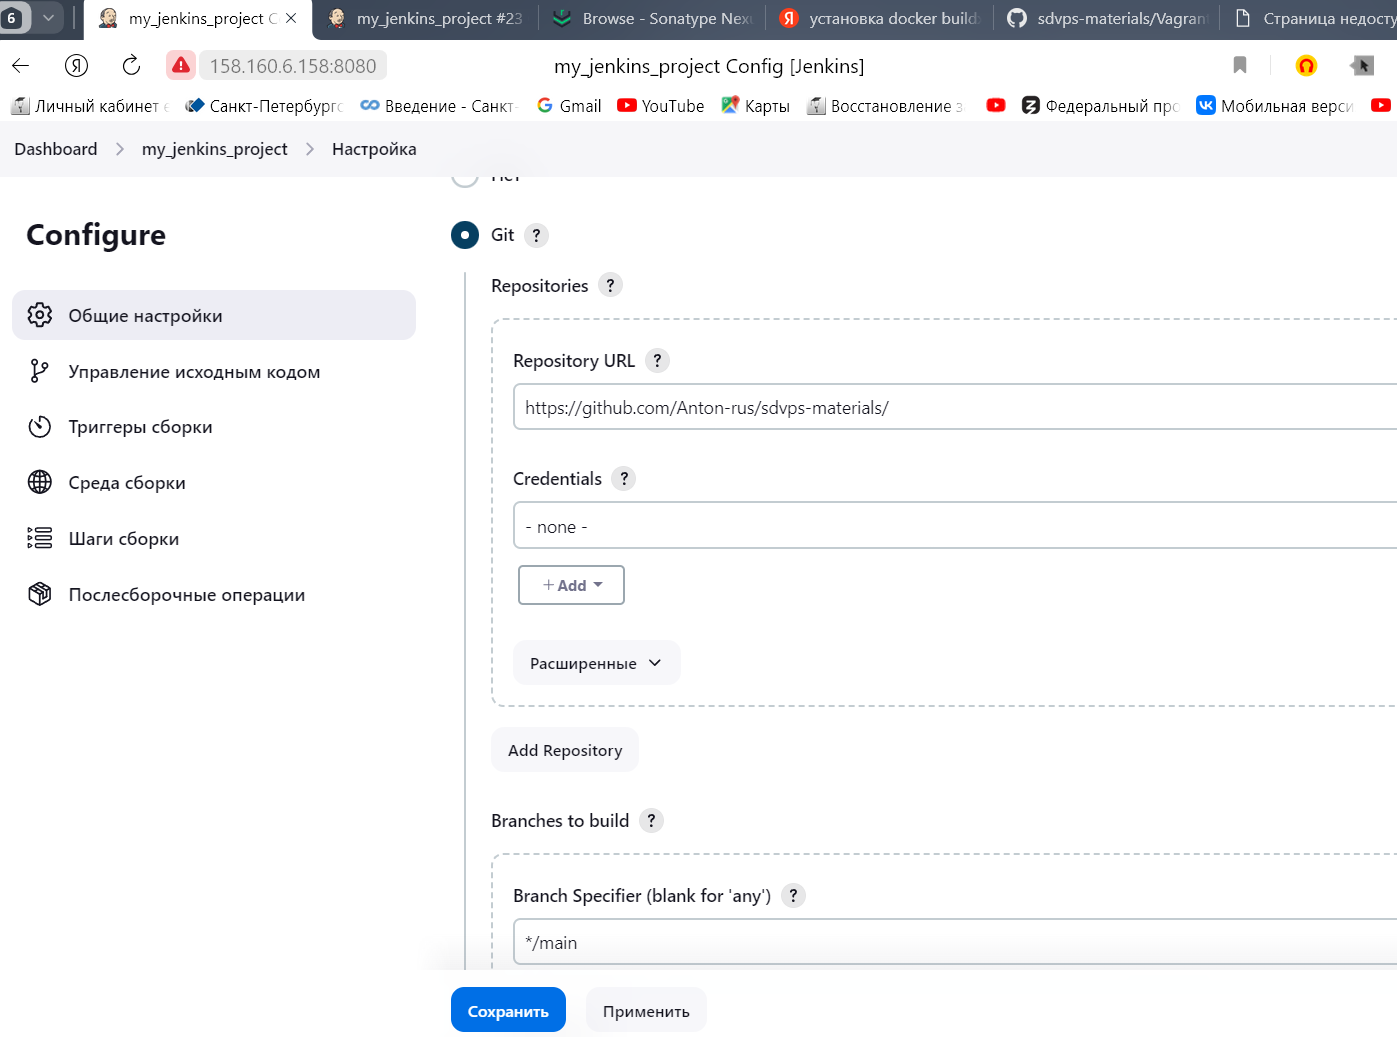 6
my_jenkins_project C
my_jenkins_project #23
Browse - Sonatype Nex
установка docker build
sdvps-materials/Vagran
Страница недосту
158.160.6.158:8080
my_jenkins_project Config [Jenkins]
Личный кабинет
Санкт-Петербург
Введение - Санкт-
Gmail
YouTube
Карты
Восстановление з
Федеральный про
Мобильная верси
Dashboard
my_jenkins_project
Настройка
Нет
Configure
Общие настройки
Управление исходным кодом
Триггеры сборки
Среда сборки
Шаги сборки
Послесборочные операции
Git ?
Repositories ?
Repository URL ?
https://github.com/Anton-rus/sdvps-materials/
Credentials ?
- none -
+ Add
Расширенные
Add Repository
Branches to build ?
Branch Specifier (blank for 'any') ?
*/main
Сохранить
Применить